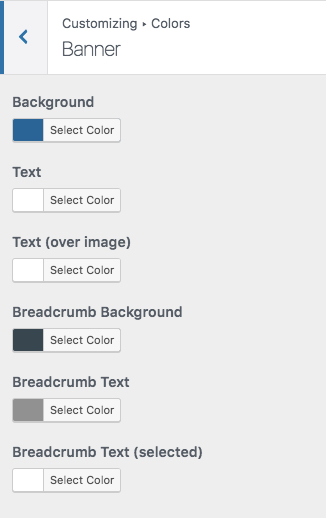 Customizing ▸ Colors
Banner
Background
Select Color
Text
Select Color
Text (over image)
Select Color
Breadcrumb Background
Select Color
Breadcrumb Text
Select Color
Breadcrumb Text (selected)
Select Color